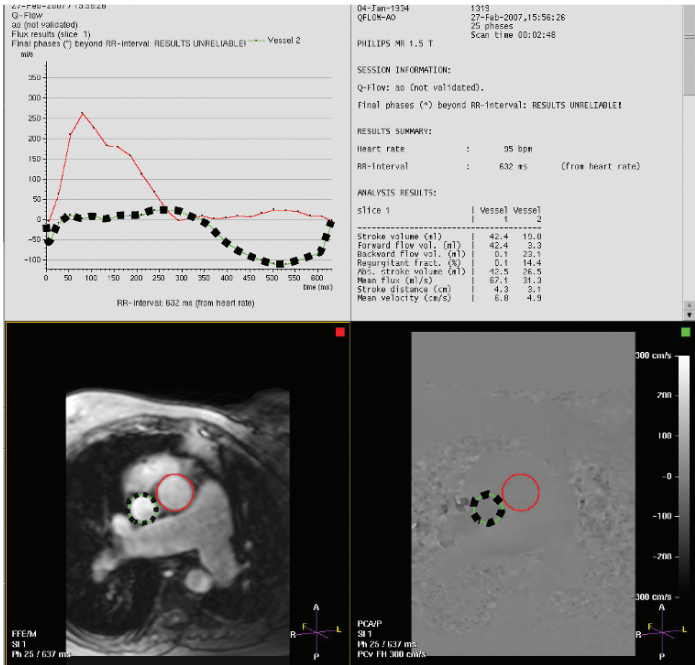 27-Feb-2007,15:56:26
Q-Flow
ao (not validated)
Flux results (slice 1)
Final phases (*) beyond RR-interval: RESULTS UNRELIABLE!
Vessel 2
ml/s
350
300
250
200
150
100
50
0
-50
-100
0 50 100 150 200 250 300 350 400 450 500 550 600
time (ms)
RR-interval: 632 ms (from heart rate)
04-Jan-1934 1319
QFLOW-AO 27-Feb-2007,15:56:26
25 phases
Scan time 00:02:48
PHILIPS MR 1.5 T
SESSION INFORMATION:
Q-Flow: ao (not validated).
Final phases (*) beyond RR-interval: RESULTS UNRELIABLE!
RESULTS SUMMARY:
Heart rate : 95 bpm
RR-interval : 632 ms (from heart rate)
ANALYSIS RESULTS:
slice 1 | Vessel Vessel
| 1 2
Stroke volume (ml) | 42.4 19.8
Forward flow vol. (ml) | 42.4 3.3
Backward flow vol. (ml) | 0.1 23.1
Regurgitant fract. (%) | 0.1 14.4
Abs. stroke volume (ml) | 42.5 26.5
Mean flux (ml/s) | 67.1 31.3
Stroke distance (cm) | 4.3 3.1
Mean velocity (cm/s) | 6.8 4.9
FFE/M
Sl 1
Ph 25 / 637 ms
A
F
R
L
P
300 cm/s
200
100
-0
-100
-200
300 cm/s
PCA/P
Sl 1
Ph 25 / 637 ms
PCv FH 300 cm/s
A
F
R
L
P